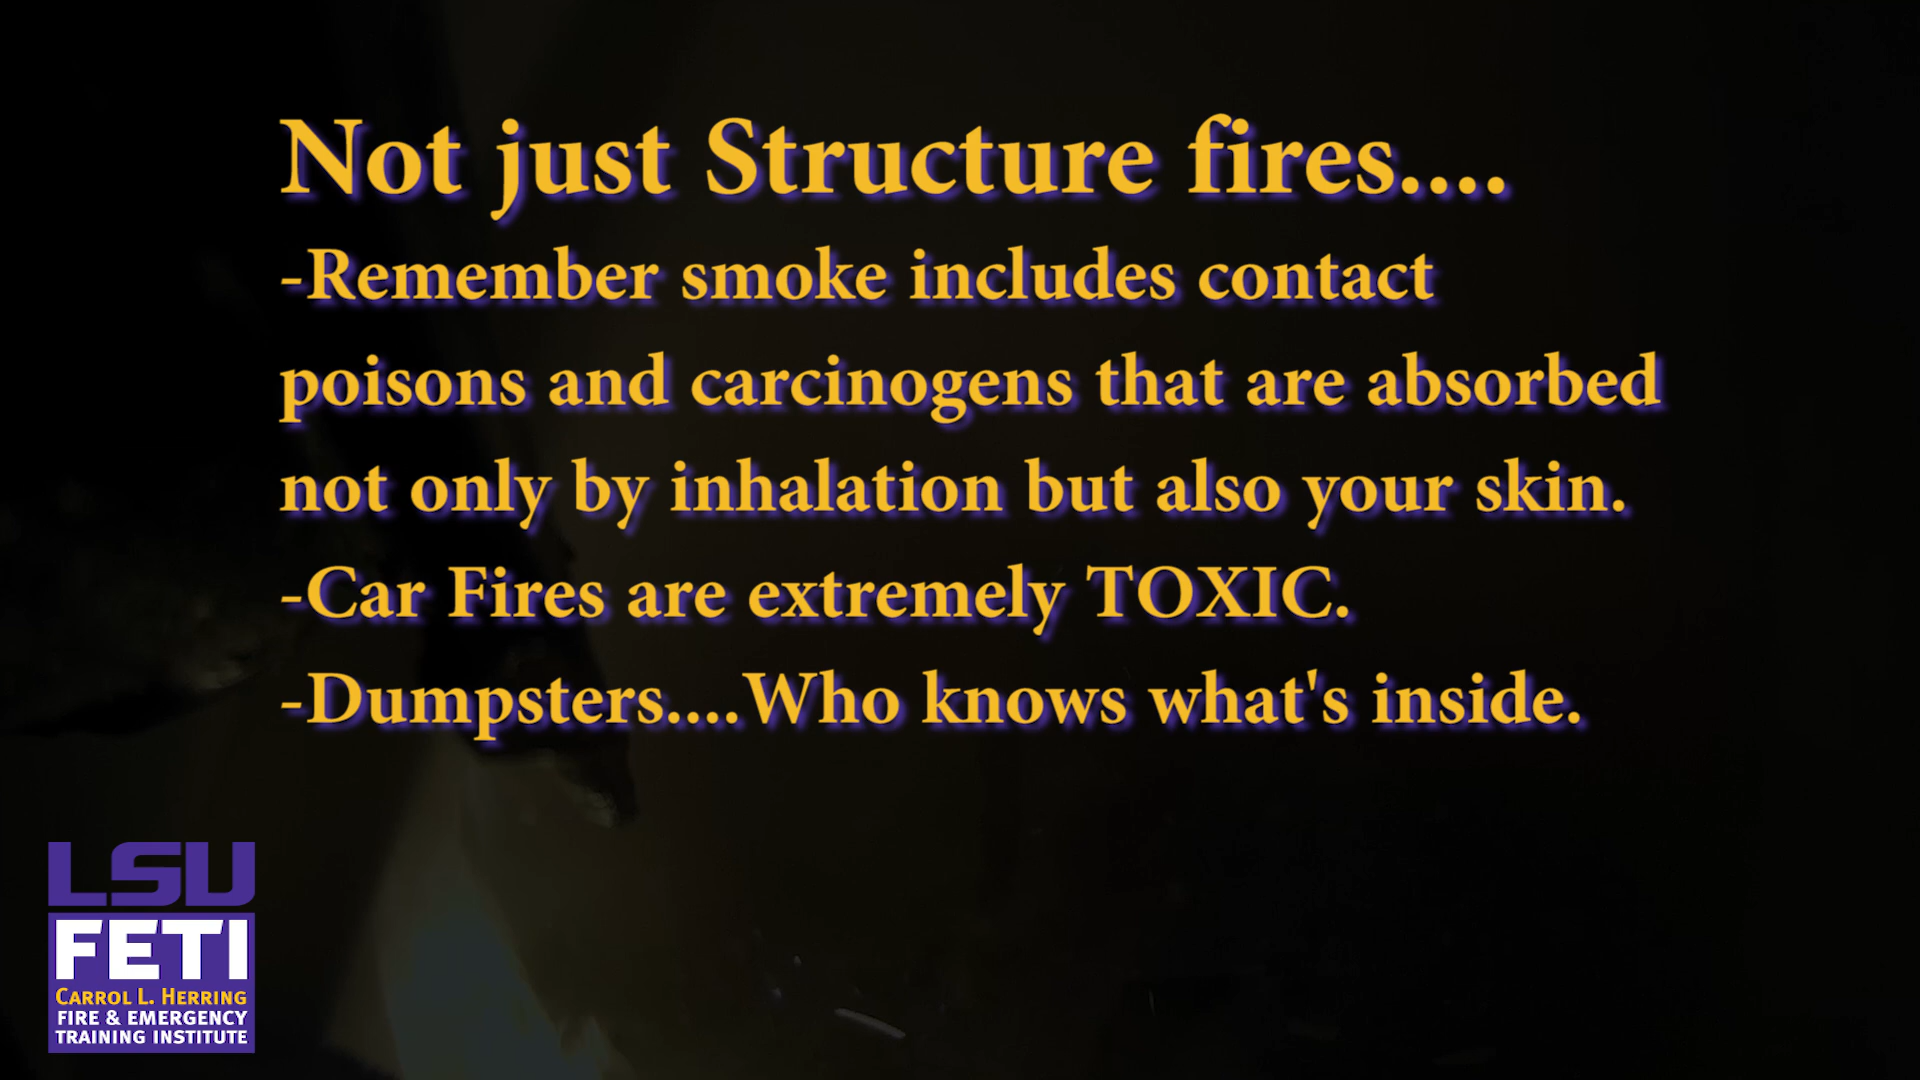 Not just Structure fires....
-Remember smoke includes contact
poisons and carcinogens that are absorbed
not only by inhalation but also your skin.
-Car Fires are extremely TOXIC.
-Dumpsters....Who knows what's inside.
LSU
FETI
CARROL L. HERRING
FIRE & EMERGENCY
TRAINING INSTITUTE